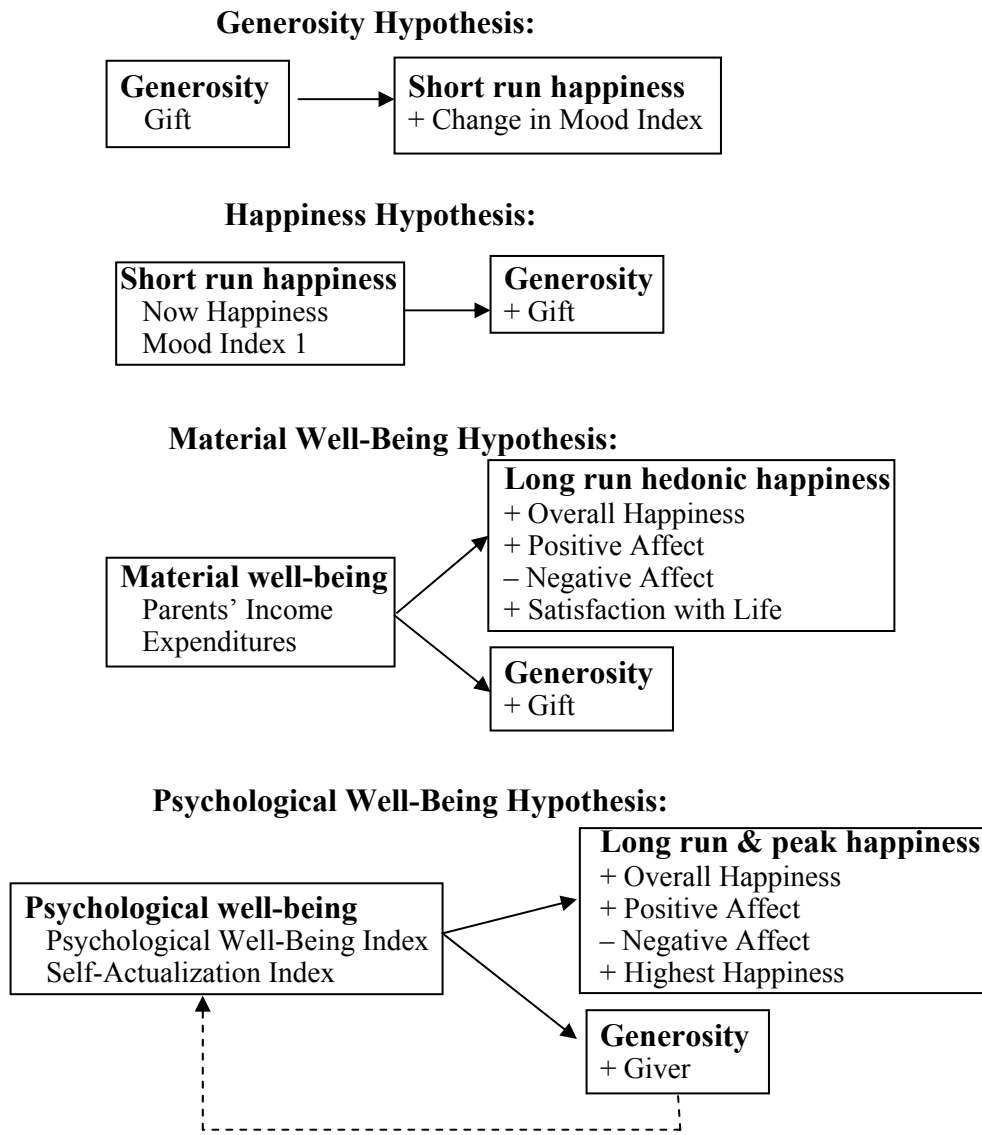 Generosity Hypothesis:
Generosity
Gift
Short run happiness
+ Change in Mood Index
Happiness Hypothesis:
Short run happiness
Now Happiness
Mood Index 1
Generosity
+ Gift
Material Well-Being Hypothesis:
Material well-being
Parents’ Income
Expenditures
Long run hedonic happiness
+ Overall Happiness
+ Positive Affect
– Negative Affect
+ Satisfaction with Life
Generosity
+ Gift
Psychological Well-Being Hypothesis:
Psychological well-being
Psychological Well-Being Index
Self-Actualization Index
Long run & peak happiness
+ Overall Happiness
+ Positive Affect
– Negative Affect
+ Highest Happiness
Generosity
+ Giver